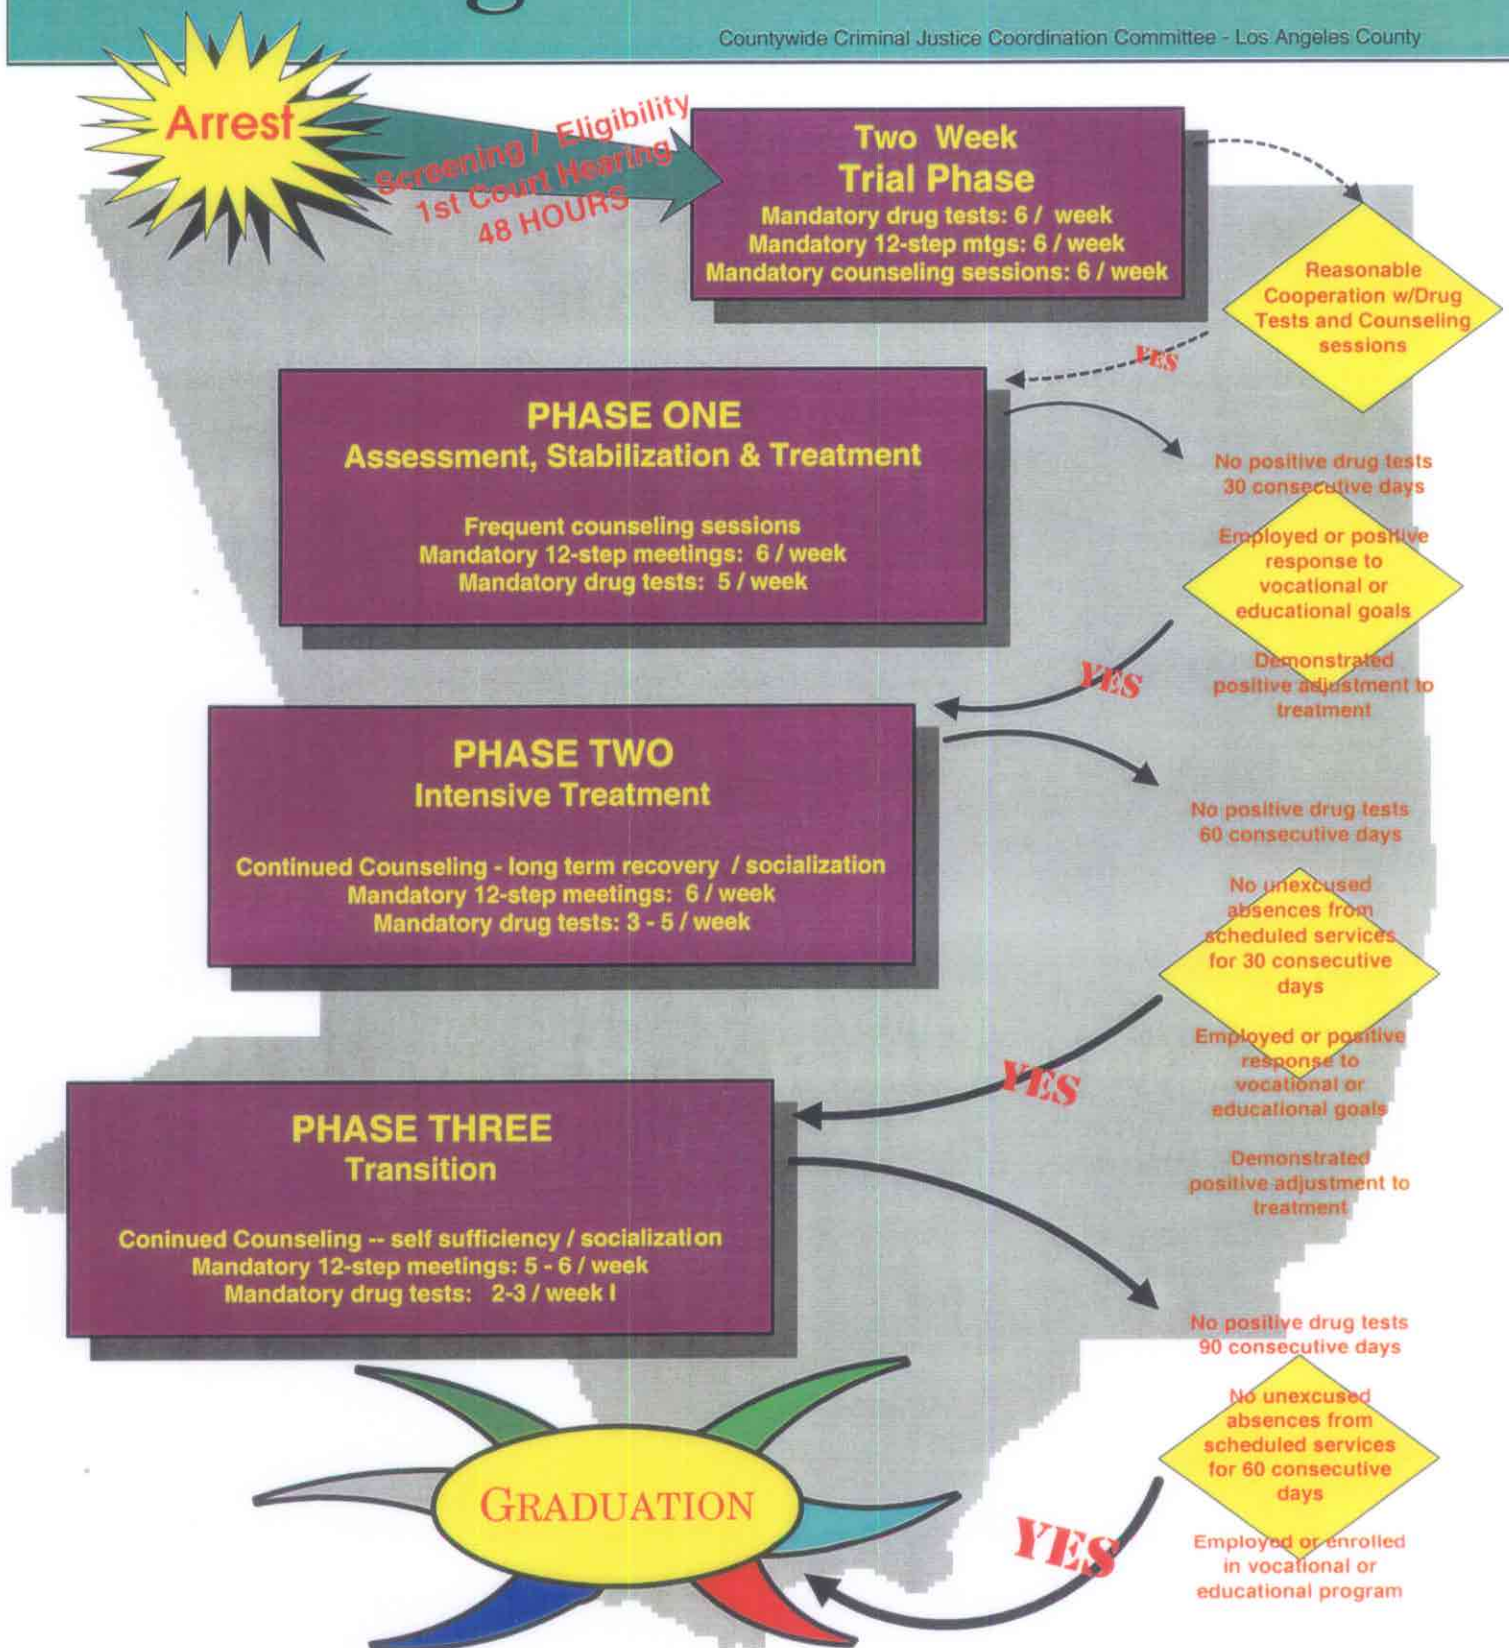 Countywide Criminal Justice Coordination Committee - Los Angeles County
Arrest
Screening / Eligibility
1st Court Hearing
48 HOURS
Two Week
Trial Phase
Mandatory drug tests: 6 / week
Mandatory 12-step mtgs: 6 / week
Mandatory counseling sessions: 6 / week
Reasonable
Cooperation w/Drug
Tests and Counseling
sessions
YES
PHASE ONE
Assessment, Stabilization & Treatment
Frequent counseling sessions
Mandatory 12-step meetings: 6 / week
Mandatory drug tests: 5 / week
No positive drug tests
30 consecutive days
Employed or positive
response to
vocational or
educational goals
Demonstrated
positive adjustment to
treatment
YES
PHASE TWO
Intensive Treatment
Continued Counseling - long term recovery / socialization
Mandatory 12-step meetings: 6 / week
Mandatory drug tests: 3 - 5 / week
No positive drug tests
60 consecutive days
No unexcused
absences from
scheduled services
for 30 consecutive
days
Employed or positive
response to
vocational or
educational goals
Demonstrated
positive adjustment to
treatment
YES
PHASE THREE
Transition
Coninued Counseling -- self sufficiency / socialization
Mandatory 12-step meetings: 5 - 6 / week
Mandatory drug tests: 2-3 / week I
No positive drug tests
90 consecutive days
No unexcused
absences from
scheduled services
for 60 consecutive
days
Employed or enrolled
in vocational or
educational program
YES
GRADUATION